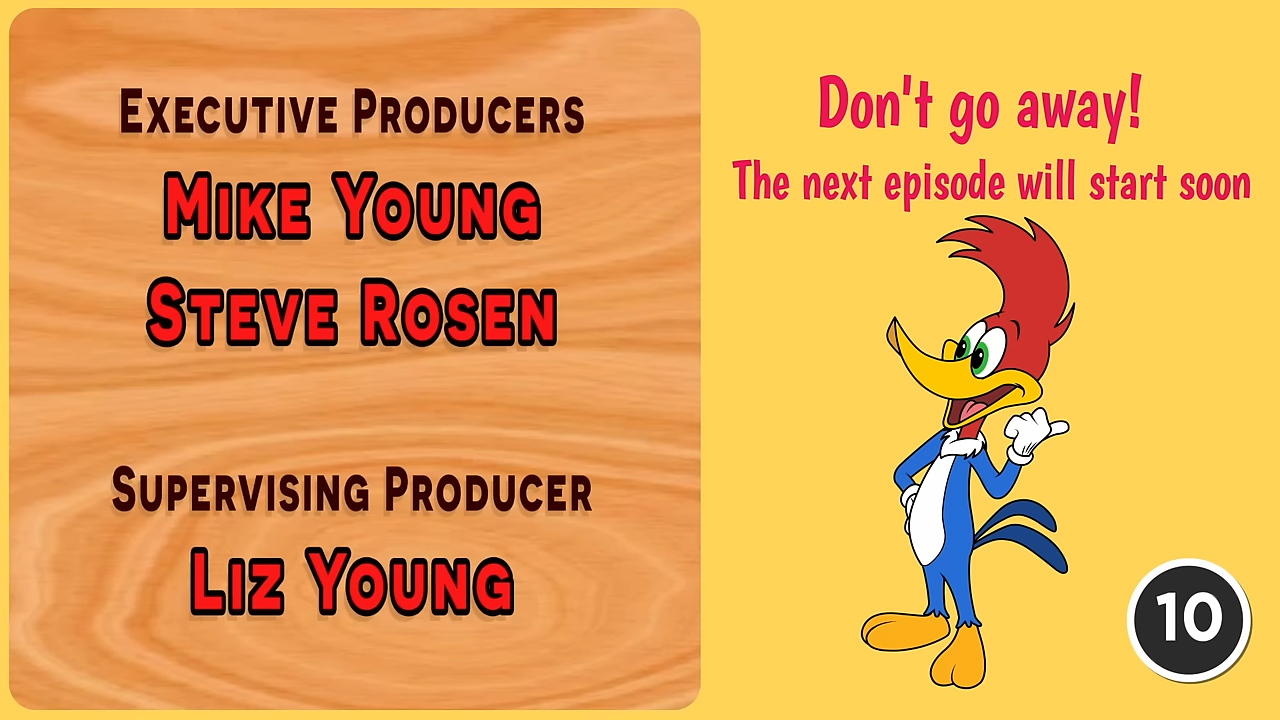 Executive Producers
Mike Young
Steve Rosen
Supervising Producer
Liz Young
Don't go away!
The next episode will start soon
10